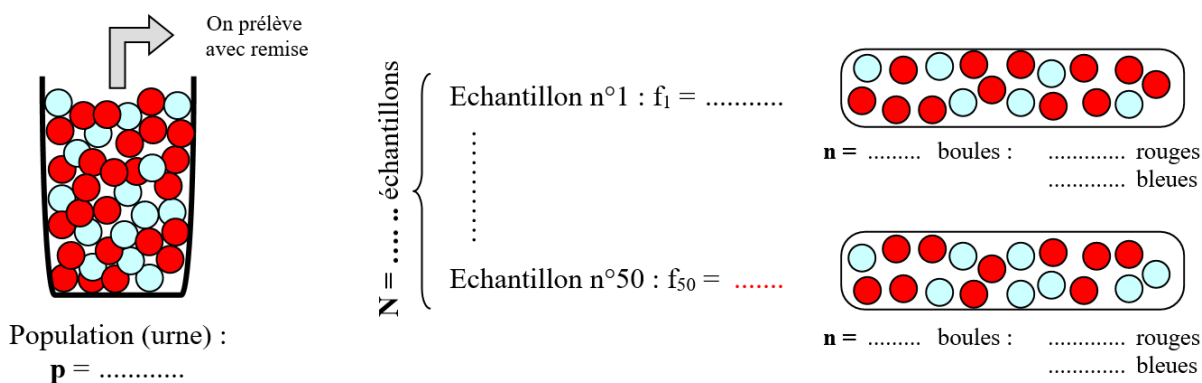 On prélève
avec remise
Population (urne) :
p = ............
N = .... .. échantillons
Echantillon n°1 : f1 = ...........
Echantillon n°50 : f50 = .......
n = ......... boules : ............. rouges
............. bleues
n = ......... boules : ............. rouges
............. bleues